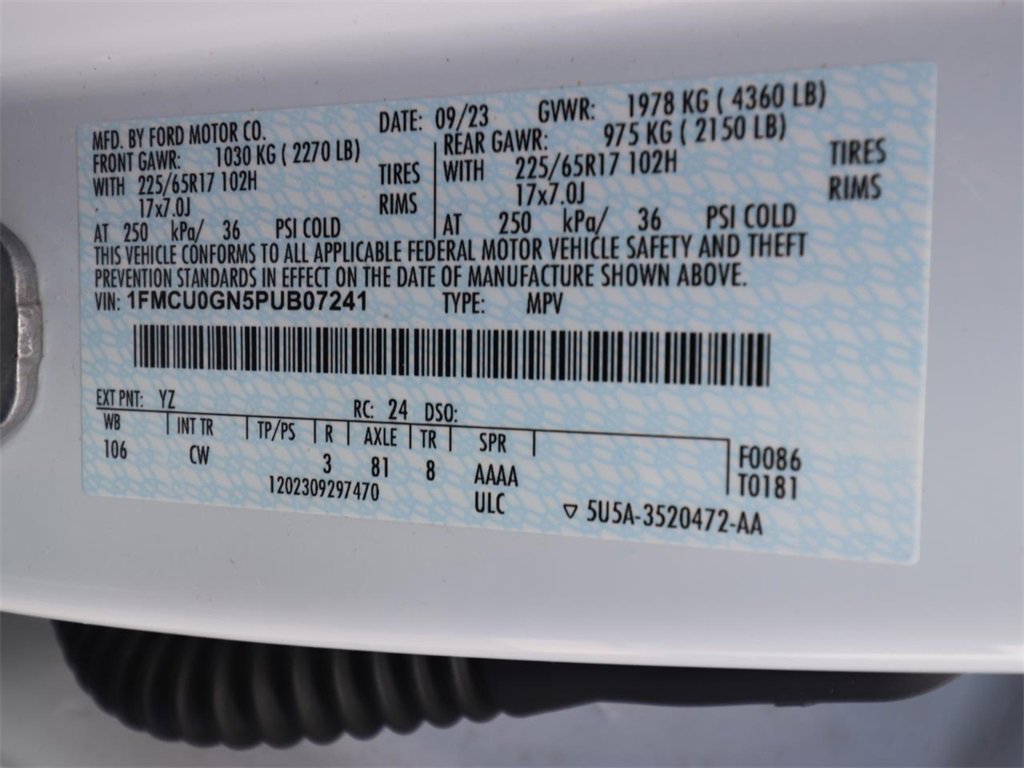 MFD. BY FORD MOTOR CO. DATE: 09/23 GVWR: 1978 KG ( 4360 LB)
FRONT GAWR: 1030 KG ( 2270 LB) REAR GAWR: 975 KG ( 2150 LB)
WITH 225/65R17 102H TIRES WITH 225/65R17 102H TIRES
17x7.0J RIMS 17x7.0J RIMS
AT 250 kPa/ 36 PSI COLD AT 250 kPa/ 36 PSI COLD
THIS VEHICLE CONFORMS TO ALL APPLICABLE FEDERAL MOTOR VEHICLE SAFETY AND THEFT
PREVENTION STANDARDS IN EFFECT ON THE DATE OF MANUFACTURE SHOWN ABOVE.
VIN: 1FMCU0GN5PUB07241 TYPE: MPV
EXT PNT: YZ RC: 24 DSO:
WB INT TR TP/PS R AXLE TR SPR
106 CW 3 81 8 AAAA F0086
1202309297470 ULC T0181
▽ 5U5A-3520472-AA